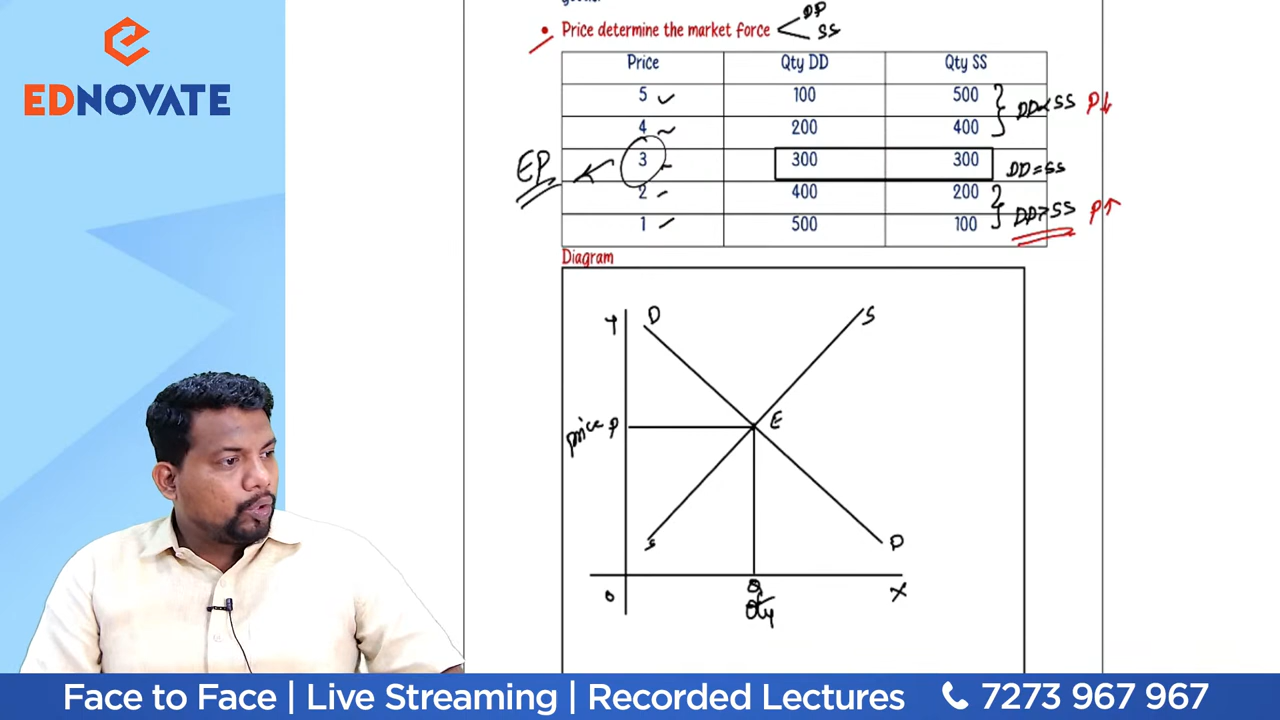 EDNOVATE
Price determine the market force DD
SS
Price Qty DD Qty SS
5 100 500
4 200 400
DD<SS P↓
3 300 300
EP DD=SS
2 400 200
1 500 100
DD>SS P↑
Diagram
Y D S
E
price P
S D
O Q X
Qty
Face to Face | Live Streaming | Recorded Lectures 7273 967 967